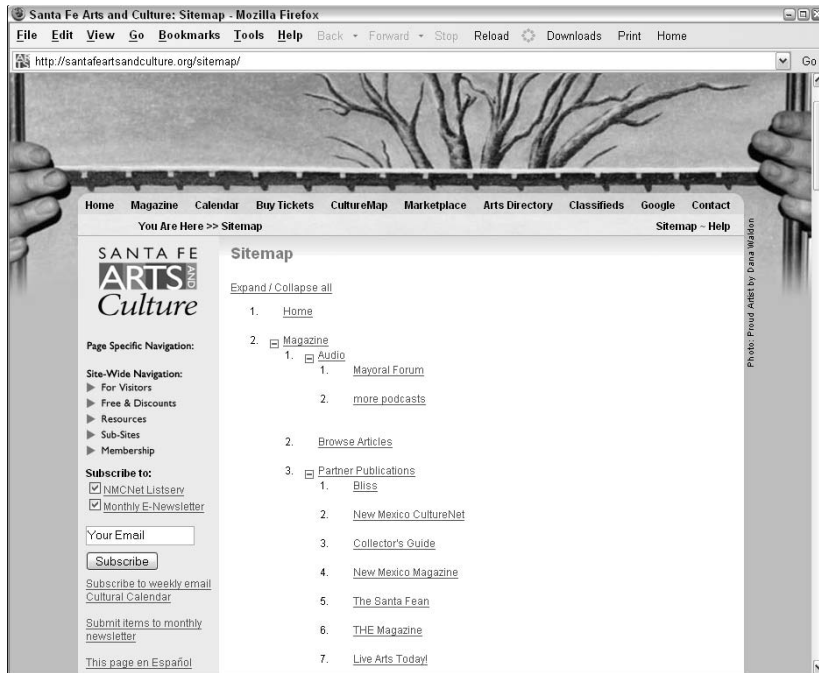 Santa Fe Arts and Culture: Sitemap - Mozilla Firefox
File Edit View Go Bookmarks Tools Help Back Forward Stop Reload Downloads Print Home
http://santafeartsandculture.org/sitemap/ Go
Home Magazine Calendar Buy Tickets CultureMap Marketplace Arts Directory Classifieds Google Contact
You Are Here >> Sitemap Sitemap ~ Help
SANTA FE
ARTS AND
Culture
Page Specific Navigation:
Site-Wide Navigation:
For Visitors
Free & Discounts
Resources
Sub-Sites
Membership
Subscribe to:
NMCNet Listserv
Monthly E-Newsletter
Your Email
Subscribe
Subscribe to weekly email
Cultural Calendar
Submit items to monthly
newsletter
This page en Español
Sitemap
Expand / Collapse all
1. Home
2. Magazine
1. Audio
1. Mayoral Forum
2. more podcasts
2. Browse Articles
3. Partner Publications
1. Bliss
2. New Mexico CultureNet
3. Collector's Guide
4. New Mexico Magazine
5. The Santa Fean
6. THE Magazine
7. Live Arts Today!
Photo: Proud Artist by Dana Waldon